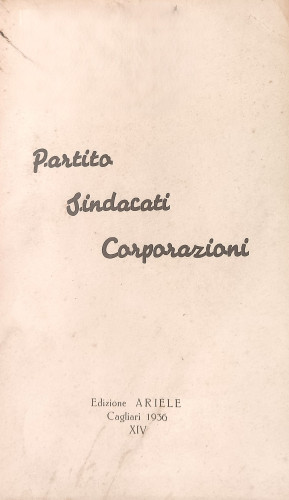 Partito
Sindacati
Corporazioni
Edizione ARIELE
Cagliari 1936
XIV